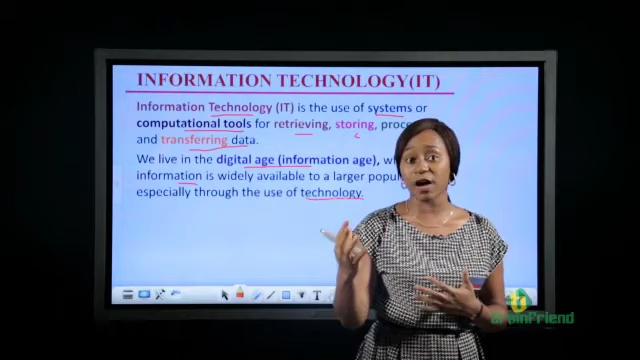 INFORMATION TECHNOLOGY(IT)
Information Technology (IT) is the use of systems or
computational tools for retrieving, storing,
and transferring data.
We live in the digital age (information age),
information is widely available to a larger
especially through the use of technology.
T
BrainFriend